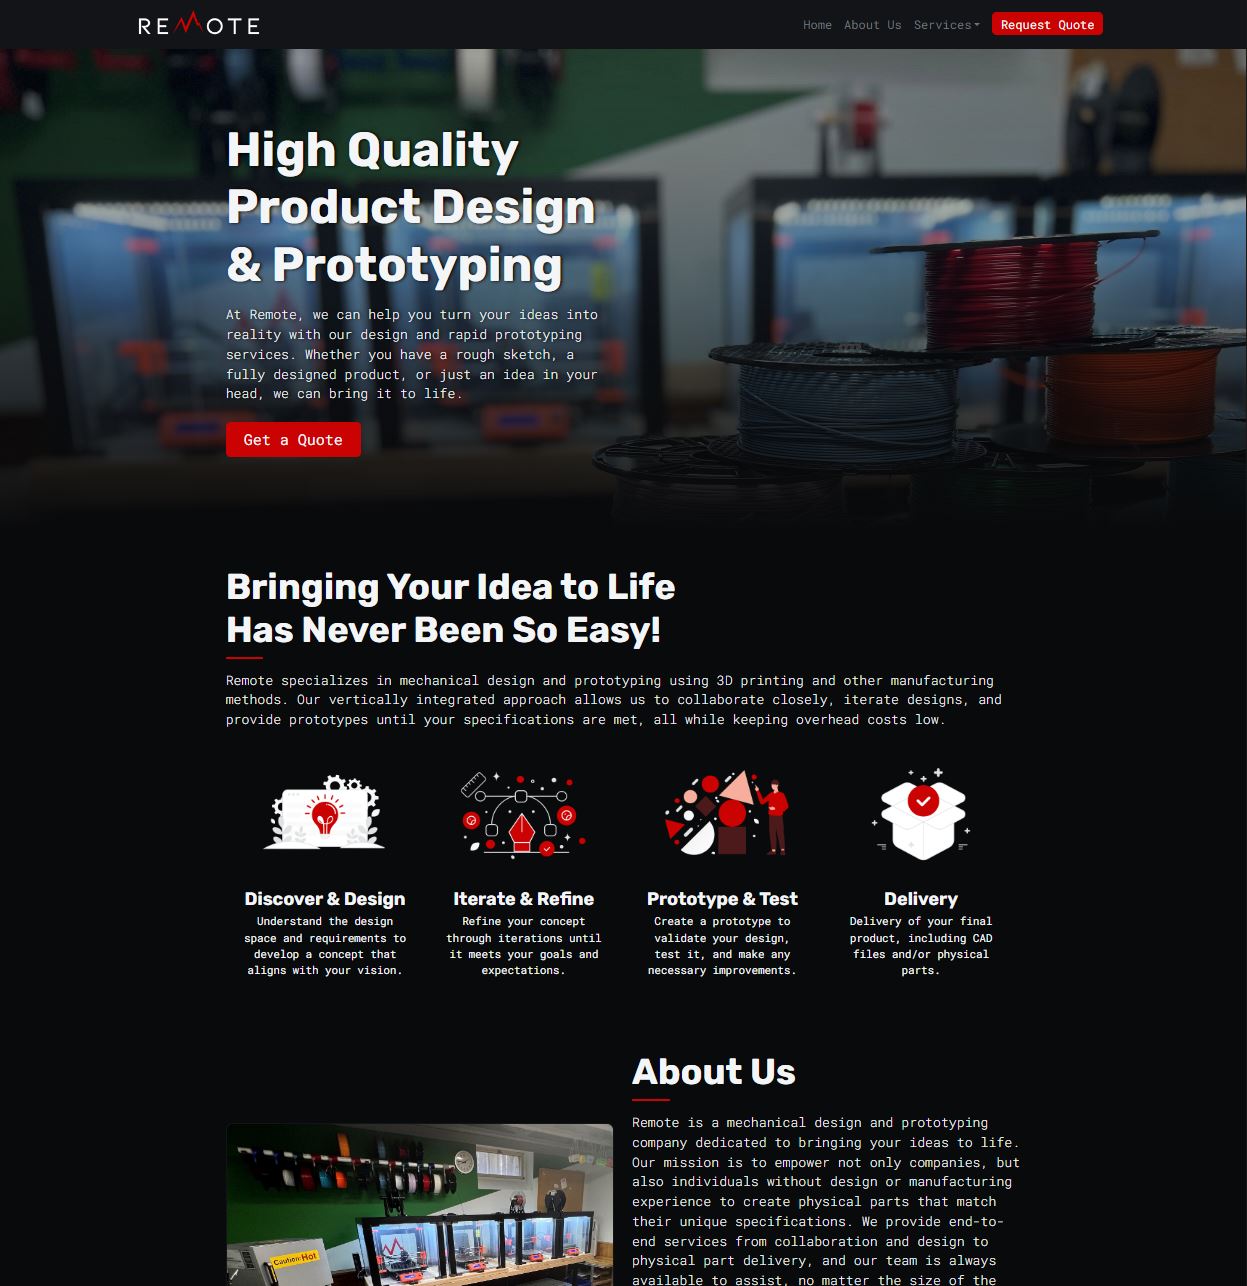 REMOTE
Home About Us Services Request Quote
High Quality
Product Design
& Prototyping
At Remote, we can help you turn your ideas into
reality with our design and rapid prototyping
services. Whether you have a rough sketch, a
fully designed product, or just an idea in your
head, we can bring it to life.
Get a Quote
Bringing Your Idea to Life
Has Never Been So Easy!
Remote specializes in mechanical design and prototyping using 3D printing and other manufacturing
methods. Our vertically integrated approach allows us to collaborate closely, iterate designs, and
provide prototypes until your specifications are met, all while keeping overhead costs low.
Discover & Design
Understand the design
space and requirements to
develop a concept that
aligns with your vision.
Iterate & Refine
Refine your concept
through iterations until
it meets your goals and
expectations.
Prototype & Test
Create a prototype to
validate your design,
test it, and make any
necessary improvements.
Delivery
Delivery of your final
product, including CAD
files and/or physical
parts.
About Us
Remote is a mechanical design and prototyping
company dedicated to bringing your ideas to life.
Our mission is to empower not only companies, but
also individuals without design or manufacturing
experience to create physical parts that match
their unique specifications. We provide end-to-
end services from collaboration and design to
physical part delivery, and our team is always
available to assist, no matter the size of the
Caution-Hot